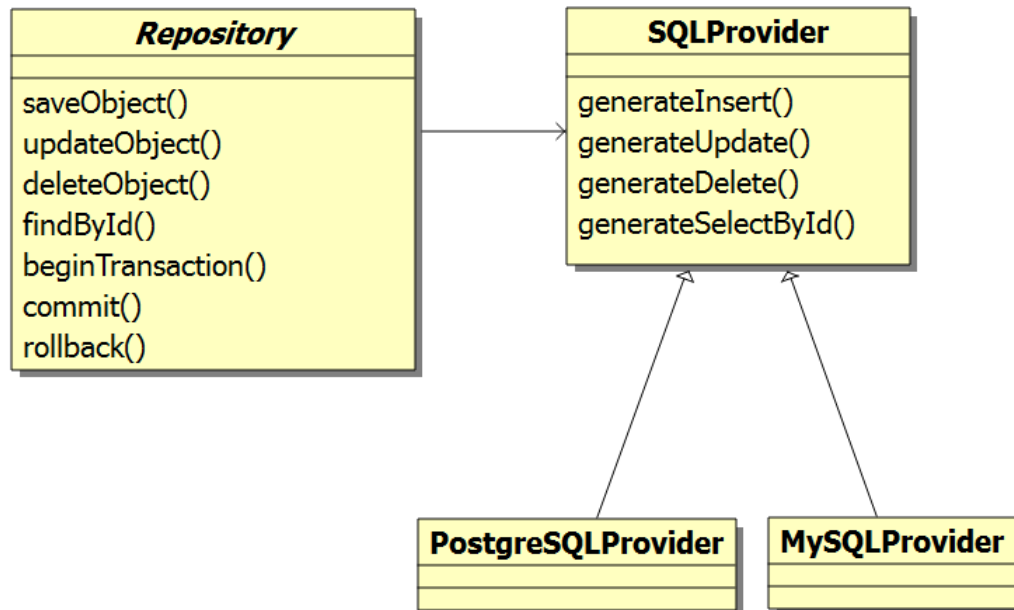 Repository
saveObject()
updateObject()
deleteObject()
findById()
beginTransaction()
commit()
rollback()
SQLProvider
generateInsert()
generateUpdate()
generateDelete()
generateSelectById()
PostgreSQLProvider
MySQLProvider